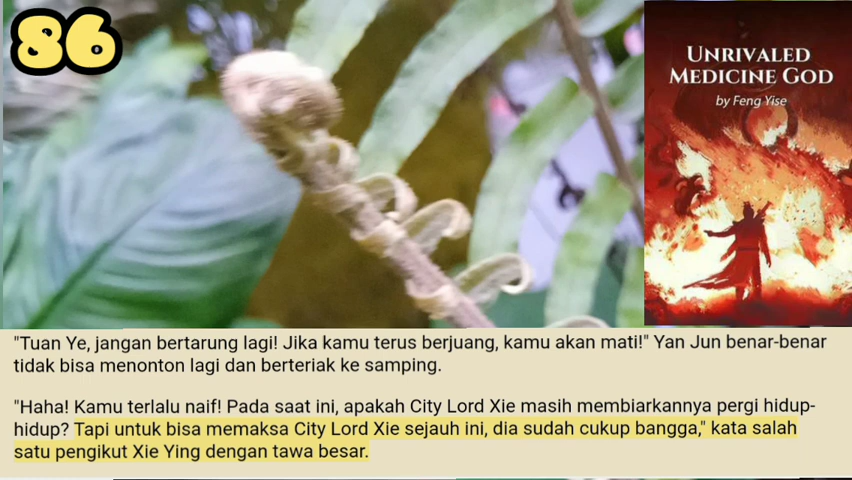 86
UNRIVALED
MEDICINE GOD
by Feng Yise
"Tuan Ye, jangan bertarung lagi! Jika kamu terus berjuang, kamu akan mati!" Yan Jun benar-benar
tidak bisa menonton lagi dan berteriak ke samping.
"Haha! Kamu terlalu naif! Pada saat ini, apakah City Lord Xie masih membiarkannya pergi hidup-
hidup? Tapi untuk bisa memaksa City Lord Xie sejauh ini, dia sudah cukup bangga," kata salah
satu pengikut Xie Ying dengan tawa besar.